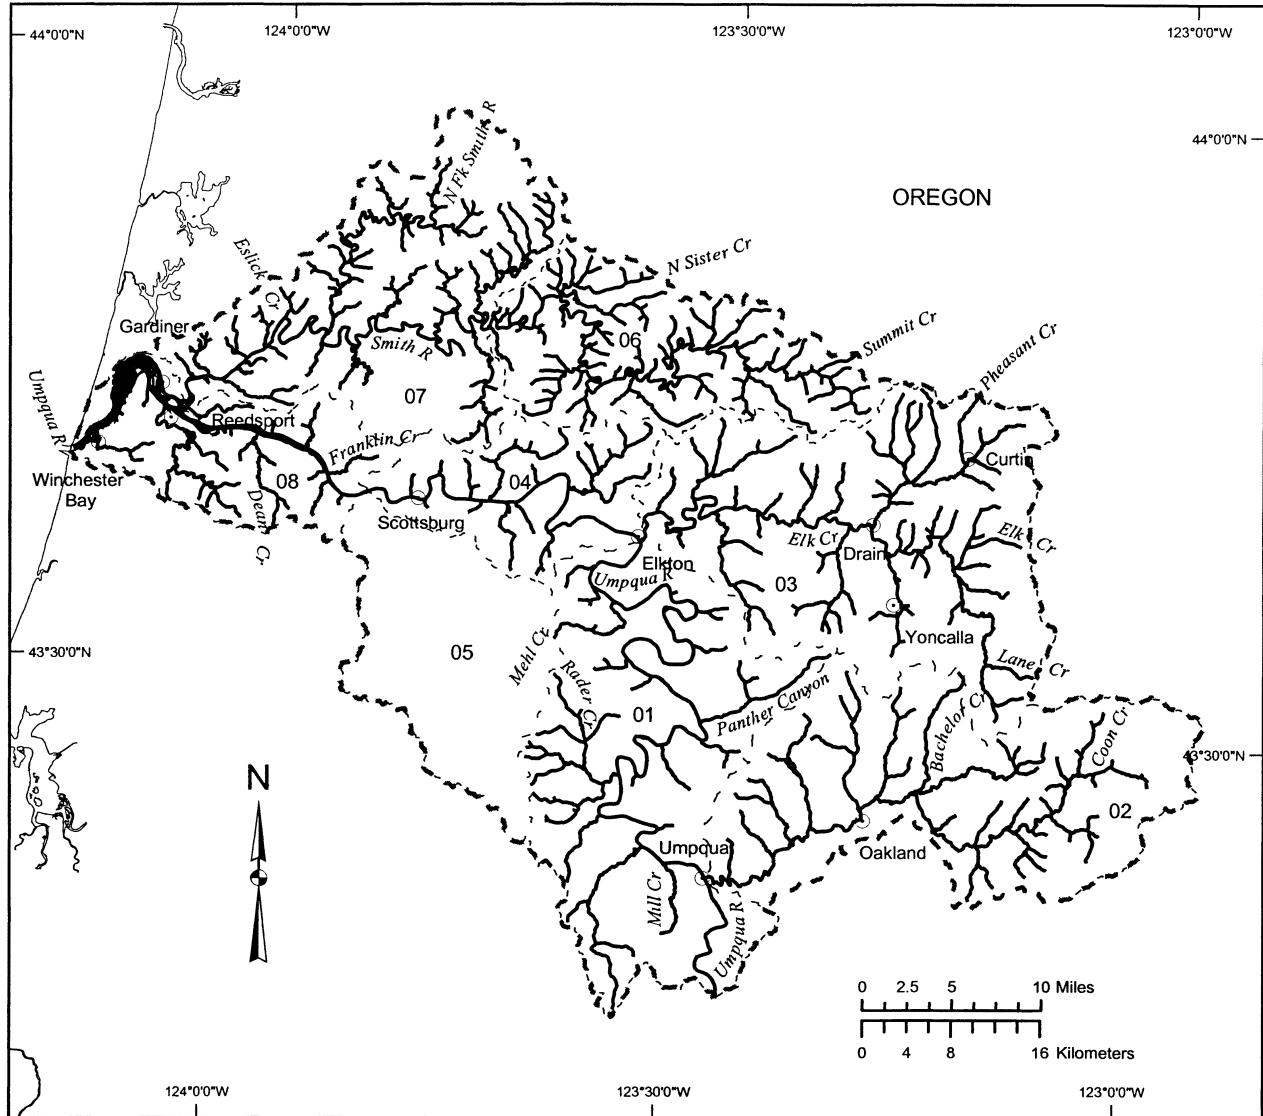 124°0'0"W
123°30'0"W
123°0'0"W
44°0'0"N
44°0'0"N
OREGON
N Fk Smith R
Eslick Cr
N Sister Cr
Gardiner
Smith R
06
Summit Cr
Pheasant Cr
07
Umpqua R
Reedsport
Franklin Cr
Curtin
Winchester
Bay
08
04
Dean Cr
Scottsburg
Elk Cr
Drain
Elk Cr
Elkton
Umpqua R
03
Yoncalla
43°30'0"N
05
Mehl Cr
Rader Cr
Lane Cr
01
Panther Canyon
Bachelor Cr
Coon Cr
43°30'0"N
N
02
Umpqua
Oakland
Mill Cr
Umpqua R
0 2.5 5 10 Miles
0 4 8 16 Kilometers
124°0'0"W
123°30'0"W
123°0'0"W